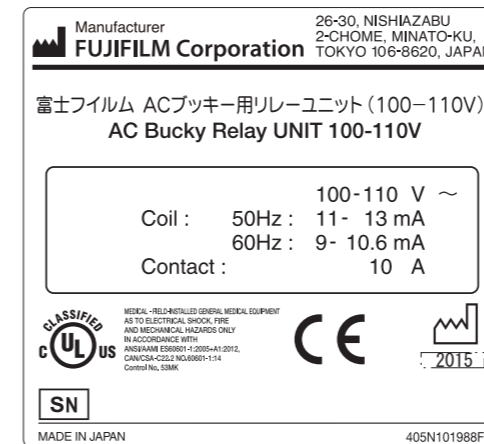 Manufacturer
FUJIFILM Corporation
26-30, NISHIAZABU
2-CHOME, MINATO-KU,
TOKYO 106-8620, JAPAN
富士フイルム ACブッキー用リレーユニット（100－110V）
AC Bucky Relay UNIT 100-110V
100-110 V ～
Coil : 50Hz : 11- 13 mA
60Hz : 9- 10.6 mA
Contact : 10 A
CLASSIFIED
C UL US
MEDICAL - FIELD-INSTALLED GENERAL MEDICAL EQUIPMENT
AS TO ELECTRICAL SHOCK, FIRE
AND MECHANICAL HAZARDS ONLY
IN ACCORDANCE WITH
ANSI/AAMI ES60601-1:2005+A1:2012,
CAN/CSA-C22.2 NO.60601-1:14
Control No. 53MK
CE
2015
SN
MADE IN JAPAN
405N101988F